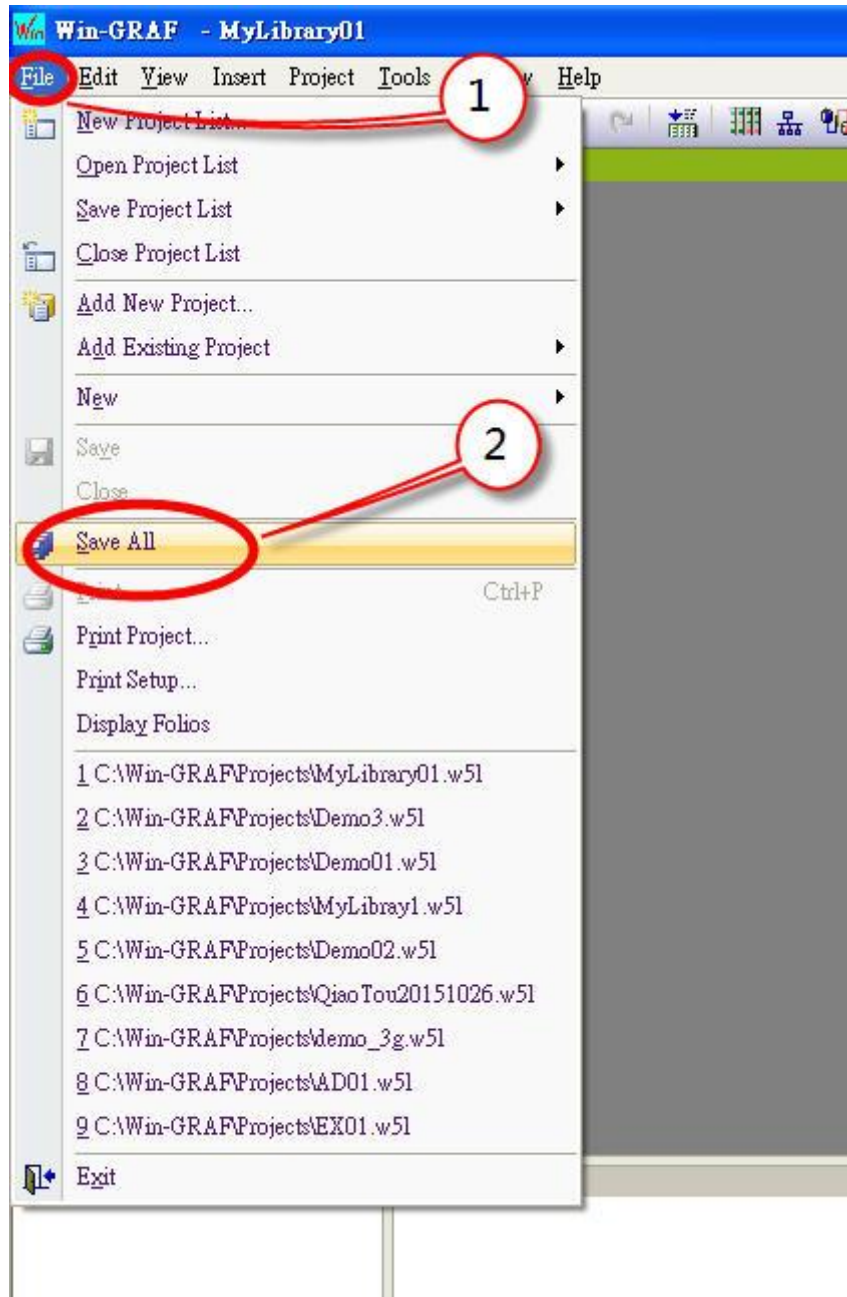 Win Win-GRAF - MyLibrary01
File Edit View Insert Project Tools Help
1
New Project List...
Open Project List
Save Project List
Close Project List
Add New Project...
Add Existing Project
New
2
Save
Close
Save All
Ctrl+P
Print Project...
Print Setup...
Display Folios
1 C:\Win-GRAF\Projects\MyLibrary01.w5l
2 C:\Win-GRAF\Projects\Demo3.w5l
3 C:\Win-GRAF\Projects\Demo01.w5l
4 C:\Win-GRAF\Projects\MyLibray1.w5l
5 C:\Win-GRAF\Projects\Demo02.w5l
6 C:\Win-GRAF\Projects\QiaoTou20151026.w5l
7 C:\Win-GRAF\Projects\demo_3g.w5l
8 C:\Win-GRAF\Projects\AD01.w5l
9 C:\Win-GRAF\Projects\EX01.w5l
Exit